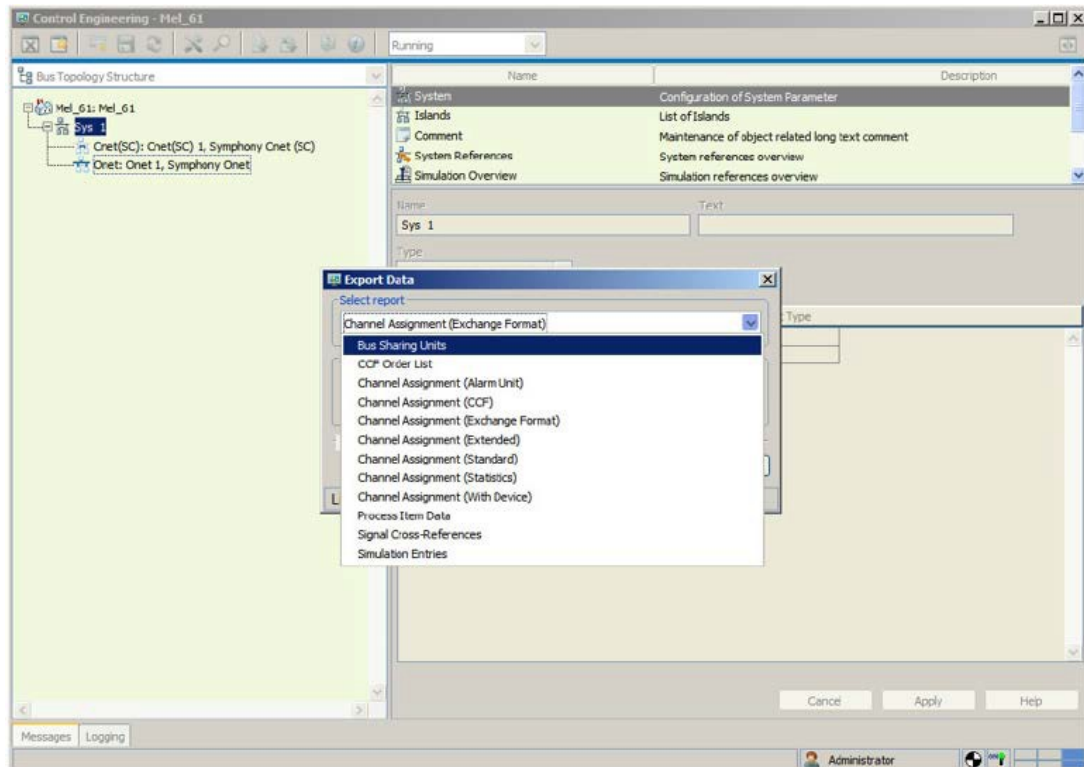 Control Engineering - Mel_61
Running
Bus Topology Structure
Mel_61: Mel_61
Sys 1
Cnet(SC): Cnet(SC) 1, Symphony Cnet (SC)
Onet: Onet 1, Symphony Onet
Name Description
System Configuration of System Parameter
Islands List of Islands
Comment Maintenance of object related long text comment
System References System references overview
Simulation Overview Simulation references overview
Name Text
Sys 1
Type
Export Data
Select report
Channel Assignment (Exchange Format)
Bus Sharing Units
CCF Order List
Channel Assignment (Alarm Unit)
Channel Assignment (CCF)
Channel Assignment (Exchange Format)
Channel Assignment (Extended)
Channel Assignment (Standard)
Channel Assignment (Statistics)
Channel Assignment (With Device)
Process Item Data
Signal Cross-References
Simulation Entries
Type
Cancel Apply Help
Messages Logging
Administrator